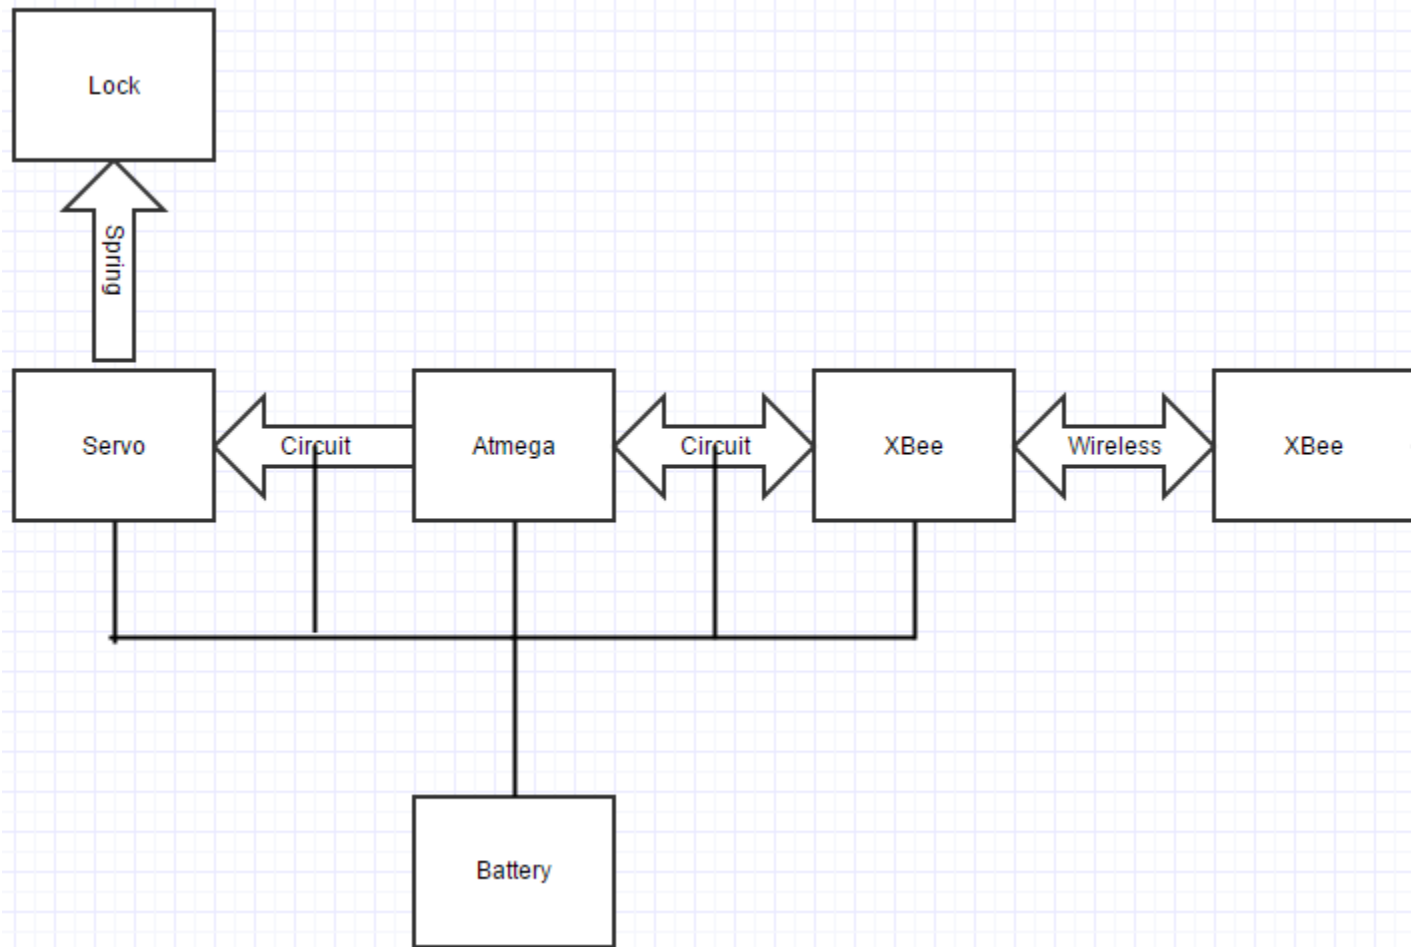 Lock
Spring
Servo
Circuit
Atmega
Circuit
XBee
Wireless
XBee
Battery